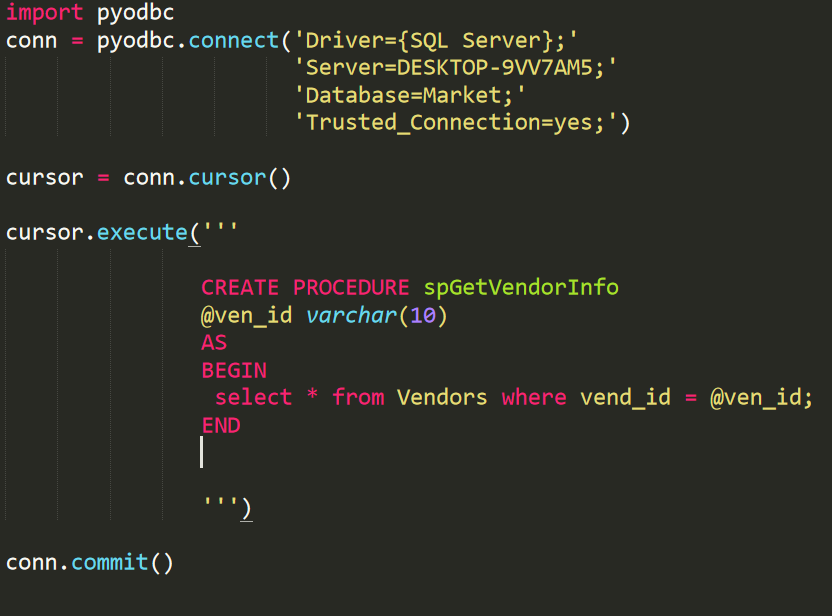 import pyodbc
conn = pyodbc.connect('Driver={SQL Server};'
'Server=DESKTOP-9VV7AM5;'
'Database=Market;'
'Trusted_Connection=yes;')
cursor = conn.cursor()
cursor.execute('''
CREATE PROCEDURE spGetVendorInfo
@ven_id varchar(10)
AS
BEGIN
select * from Vendors where vend_id = @ven_id;
END
''')
conn.commit()